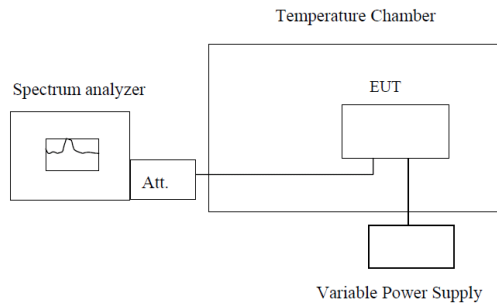 Temperature Chamber
Spectrum analyzer
EUT
Att.
Variable Power Supply